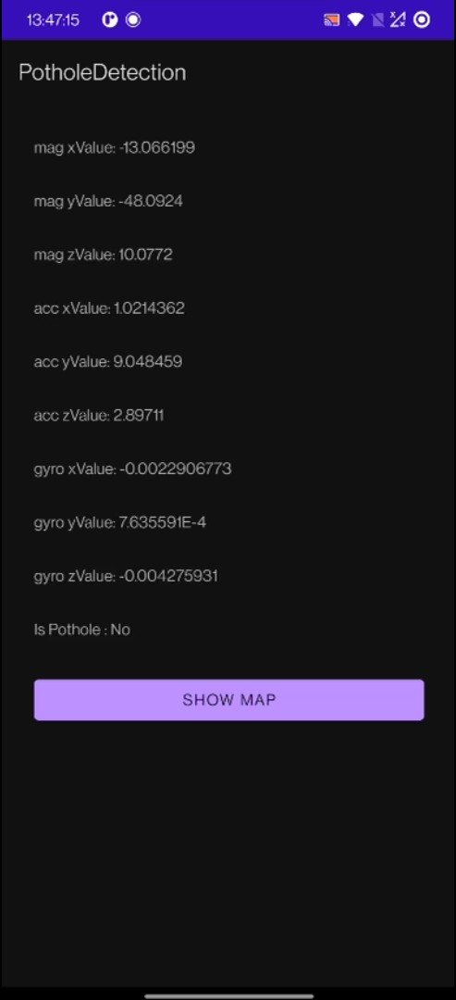 13:47:15
PotholeDetection
mag xValue: -13.066199
mag yValue: -48.0924
mag zValue: 10.0772
acc xValue: 1.0214362
acc yValue: 9.048459
acc zValue: 2.89711
gyro xValue: -0.0022906773
gyro yValue: 7.635591E-4
gyro zValue: -0.004275931
Is Pothole : No
SHOW MAP